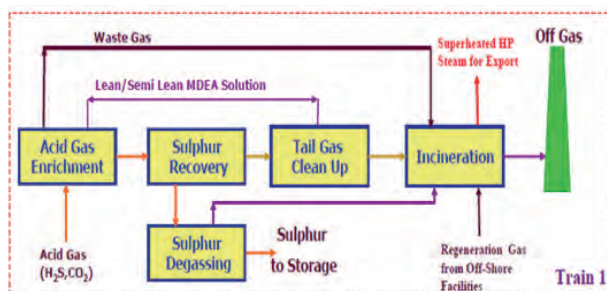 Waste Gas
Superheated HP
Steam for Export
Off Gas
Lean/Semi Lean MDEA Solution
Acid Gas
Enrichment
Sulphur
Recovery
Tail Gas
Clean Up
Incineration
Sulphur
Degassing
Acid Gas
(H₂S,CO₂)
Sulphur
to Storage
Regeneration Gas
from Off-Shore
Facilities
Train 1